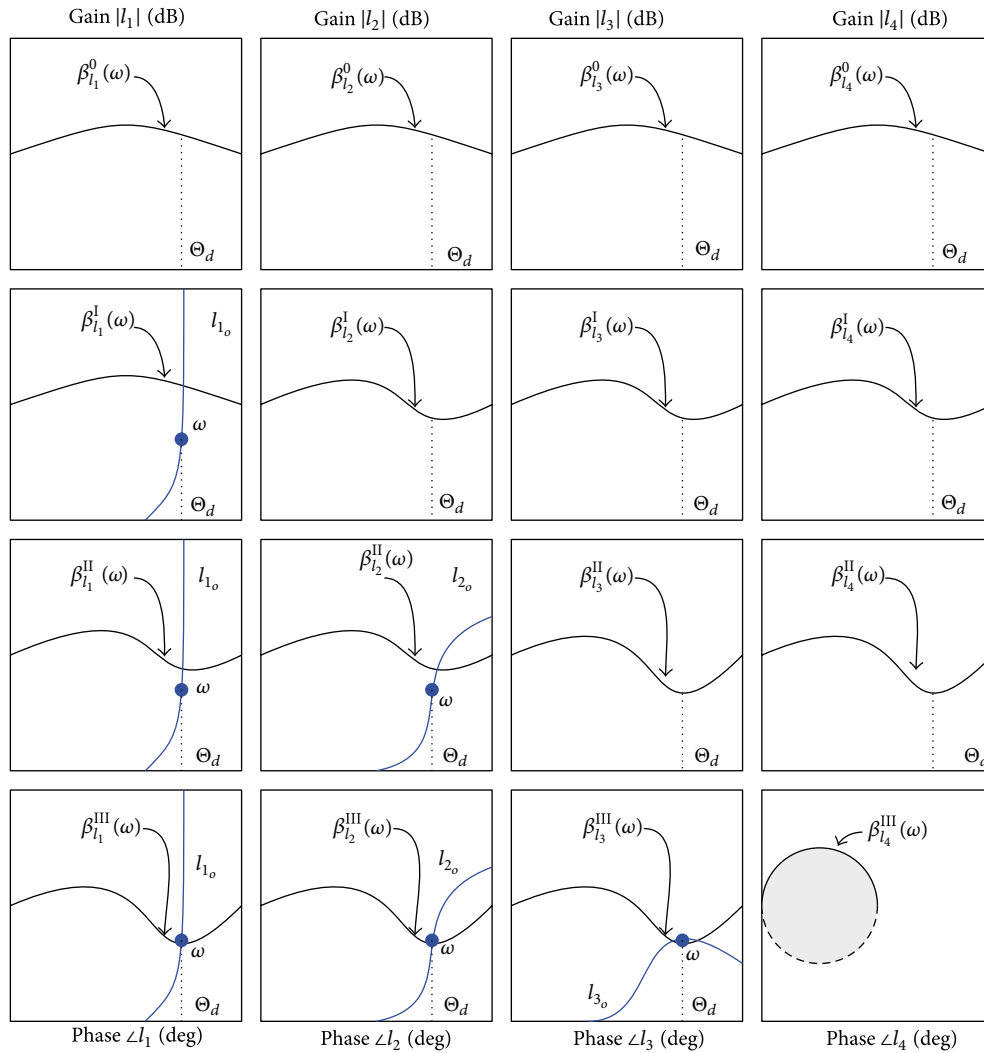 Gain |l₁| (dB) Gain |l₂| (dB) Gain |l₃| (dB) Gain |l₄| (dB)
β⁰l₁(ω) β⁰l₂(ω) β⁰l₃(ω) β⁰l₄(ω)
Θd Θd Θd Θd
βᴵl₁(ω) l₁ₒ βᴵl₂(ω) βᴵl₃(ω) βᴵl₄(ω)
ω
Θd Θd Θd Θd
βᴵᴵl₁(ω) l₁ₒ βᴵᴵl₂(ω) l₂ₒ βᴵᴵl₃(ω) βᴵᴵl₄(ω)
ω ω
Θd Θd Θd Θd
βᴵᴵᴵl₁(ω) l₁ₒ βᴵᴵᴵl₂(ω) l₂ₒ βᴵᴵᴵl₃(ω) βᴵᴵᴵl₄(ω)
ω ω ω
Θd Θd l₃ₒ Θd
Phase ∠l₁ (deg) Phase ∠l₂ (deg) Phase ∠l₃ (deg) Phase ∠l₄ (deg)